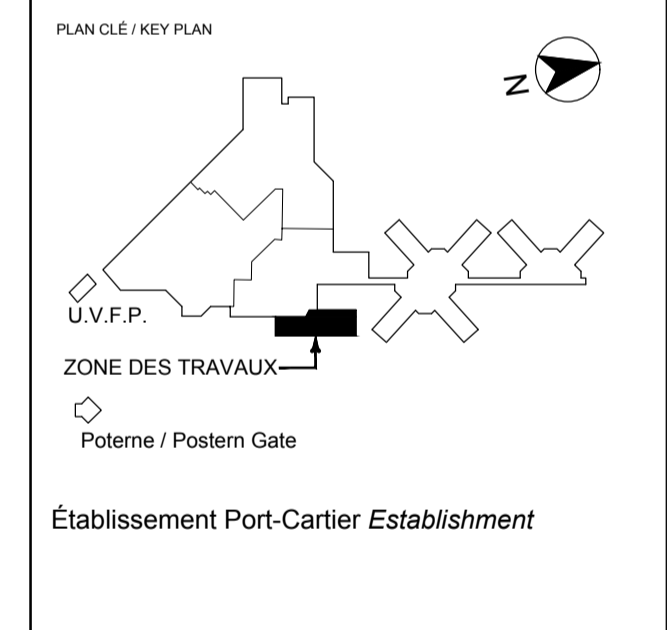 PLAN CLÉ / KEY PLAN
N
U.V.F.P.
ZONE DES TRAVAUX
Poterne / Postern Gate
Établissement Port-Cartier Establishment